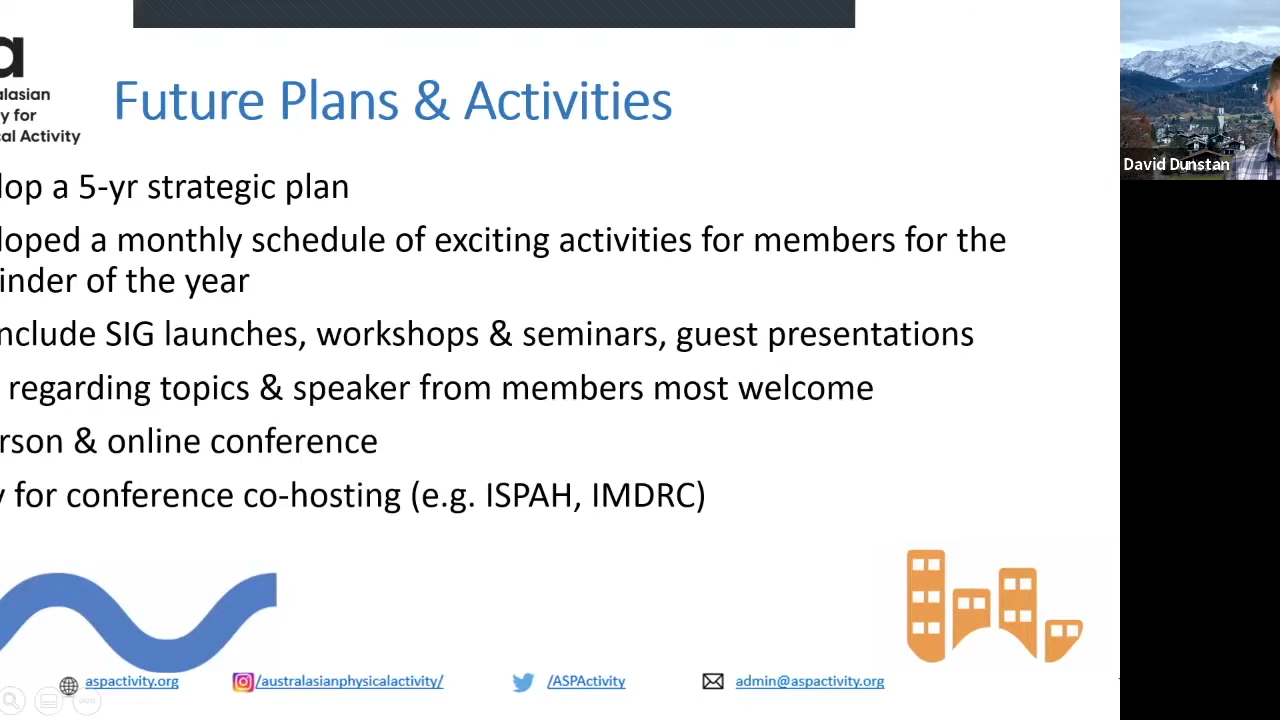 a
lasian
y for
cal Activity
Future Plans & Activities
lop a 5-yr strategic plan
loped a monthly schedule of exciting activities for members for the
inder of the year
nclude SIG launches, workshops & seminars, guest presentations
regarding topics & speaker from members most welcome
rson & online conference
y for conference co-hosting (e.g. ISPAH, IMDRC)
David Dunstan
aspactivity.org
/australasianphysicalactivity/
/ASPActivity
admin@aspactivity.org